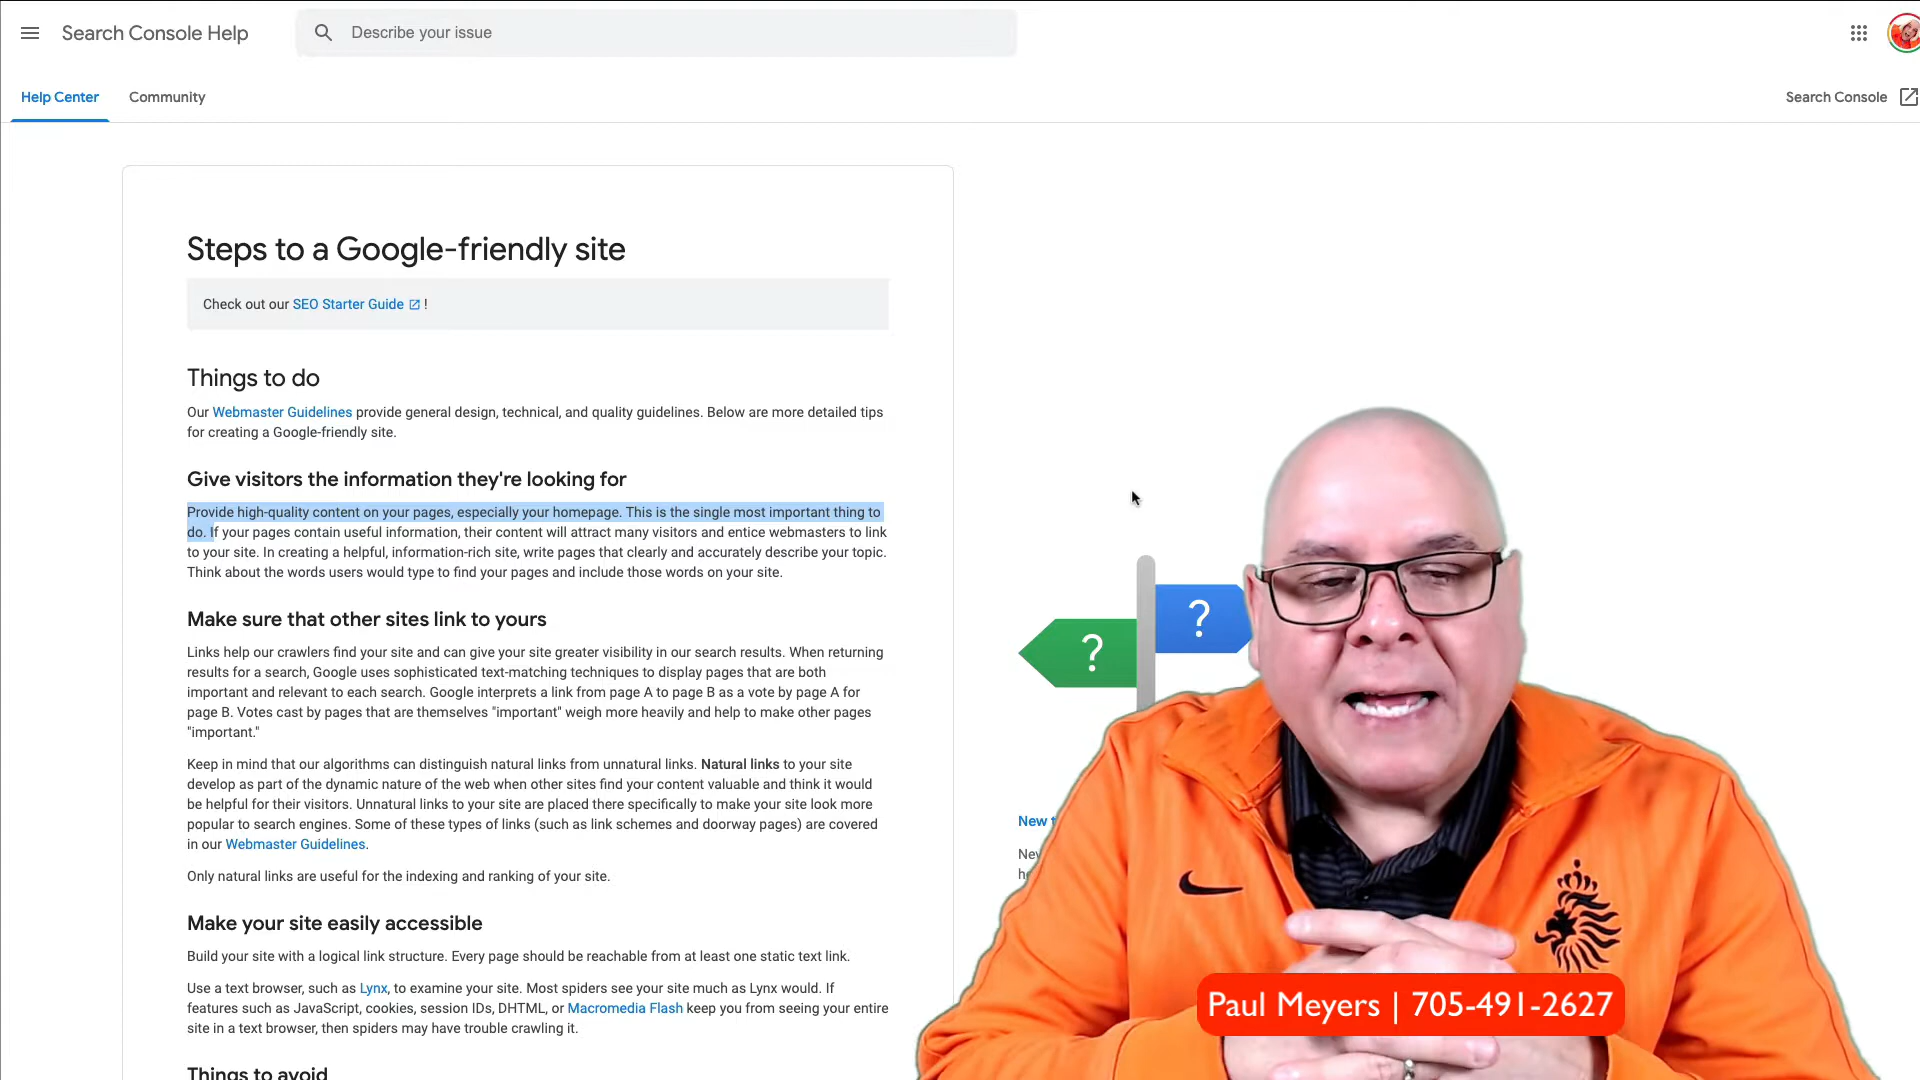 Search Console Help
Describe your issue
Help Center
Community
Search Console
Steps to a Google-friendly site
Check out our SEO Starter Guide !
Things to do
Our Webmaster Guidelines provide general design, technical, and quality guidelines. Below are more detailed tips
for creating a Google-friendly site.
Give visitors the information they're looking for
Provide high-quality content on your pages, especially your homepage. This is the single most important thing to
do. If your pages contain useful information, their content will attract many visitors and entice webmasters to link
to your site. In creating a helpful, information-rich site, write pages that clearly and accurately describe your topic.
Think about the words users would type to find your pages and include those words on your site.
Make sure that other sites link to yours
Links help our crawlers find your site and can give your site greater visibility in our search results. When returning
results for a search, Google uses sophisticated text-matching techniques to display pages that are both
important and relevant to each search. Google interprets a link from page A to page B as a vote by page A for
page B. Votes cast by pages that are themselves "important" weigh more heavily and help to make other pages
"important."
Keep in mind that our algorithms can distinguish natural links from unnatural links. Natural links to your site
develop as part of the dynamic nature of the web when other sites find your content valuable and think it would
be helpful for their visitors. Unnatural links to your site are placed there specifically to make your site look more
popular to search engines. Some of these types of links (such as link schemes and doorway pages) are covered
in our Webmaster Guidelines.
Only natural links are useful for the indexing and ranking of your site.
Make your site easily accessible
Build your site with a logical link structure. Every page should be reachable from at least one static text link.
Use a text browser, such as Lynx, to examine your site. Most spiders see your site much as Lynx would. If
features such as JavaScript, cookies, session IDs, DHTML, or Macromedia Flash keep you from seeing your entire
site in a text browser, then spiders may have trouble crawling it.
Things to avoid
?
?
New
Paul Meyers | 705-491-2627